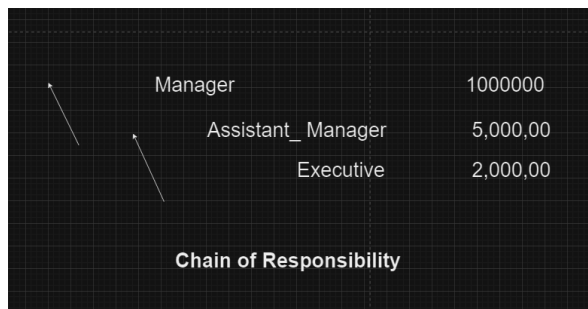 Manager 1000000
Assistant_ Manager 5,000,00
Executive 2,000,00
Chain of Responsibility